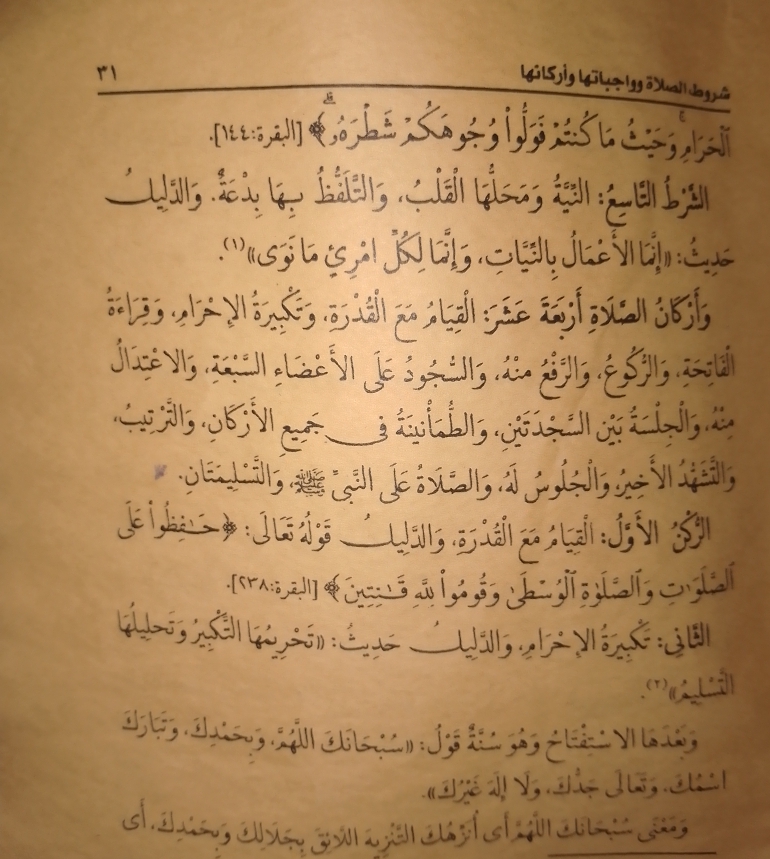 شروط الصلاة وواجباتها وأركانها ٣١
ٱلْحَرَامِ وَحَيْثُ مَا كُنتُمْ فَوَلُّوا۟ وُجُوهَكُمْ شَطْرَهُۥ ۗ﴾ [البقرة:١٤٤].
الشَّرْطُ التَّاسِعُ: النِّيَّةُ وَمَحَلُّهَا الْقَلْبُ، وَالتَّلَفُّظُ بِهَا بِدْعَةٌ. وَالدَّلِيلُ
حَدِيثُ: «إِنَّمَا الأَعْمَالُ بِالنِّيَّاتِ، وَإِنَّمَا لِكُلِّ امْرِئٍ مَا نَوَى»(١).
وَأَرْكَانُ الصَّلَاةِ أَرْبَعَةَ عَشَرَ: الْقِيَامُ مَعَ الْقُدْرَةِ، وَتَكْبِيرَةُ الإِحْرَامِ، وَقِرَاءَةُ
الْفَاتِحَةِ، وَالرُّكُوعُ، وَالرَّفْعُ مِنْهُ، وَالسُّجُودُ عَلَى الأَعْضَاءِ السَّبْعَةِ، وَالاعْتِدَالُ
مِنْهُ، وَالْجِلْسَةُ بَيْنَ السَّجْدَتَيْنِ، وَالطُّمَأْنِينَةُ فِي جَمِيعِ الأَرْكَانِ، وَالتَّرْتِيبُ،
وَالتَّشَهُّدُ الأَخِيرُ، وَالْجُلُوسُ لَهُ، وَالصَّلَاةُ عَلَى النَّبِيِّ ﷺ، وَالتَّسْلِيمَتَانِ.
الرُّكْنُ الأَوَّلُ: الْقِيَامُ مَعَ الْقُدْرَةِ، وَالدَّلِيلُ قَوْلُهُ تَعَالَى: ﴿حَـٰفِظُوا۟ عَلَى
ٱلصَّلَوَٰتِ وَٱلصَّلَوٰةِ ٱلْوُسْطَىٰ وَقُومُوا۟ لِلَّهِ قَـٰنِتِينَ﴾ [البقرة:٢٣٨].
الثَّانِي: تَكْبِيرَةُ الإِحْرَامِ، وَالدَّلِيلُ حَدِيثُ: «تَحْرِيمُهَا التَّكْبِيرُ وَتَحلِيلُهَا
التَّسْلِيمُ»(٢).
وَبَعْدَهَا الاسْتِفْتَاحُ وَهُوَ سُنَّةٌ قَوْلُ: «سُبْحَانَكَ اللَّهُمَّ، وَبِحَمْدِكَ، وَتَبَارَكَ
اسْمُكَ، وَتَعَالَى جَدُّكَ، وَلَا إِلَهَ غَيْرُكَ».
وَمَعْنَى سُبْحَانَكَ اللَّهُمَّ أَي أُنَزِّهُكَ التَّنْزِيهَ اللَّائِقَ بِجَلَالِكَ وَبِحَمْدِكَ، أَي